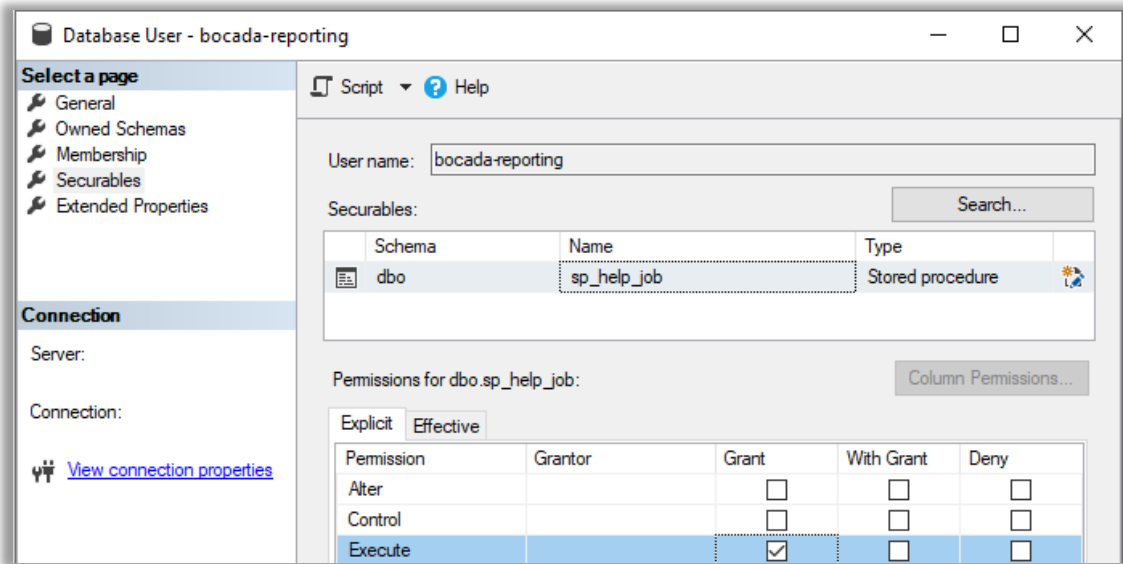 Database User - bocada-reporting
Select a page
General
Owned Schemas
Membership
Securables
Extended Properties
Connection
Server:
Connection:
View connection properties
Script Help
User name: bocada-reporting
Securables: Search...
Schema Name Type
dbo sp_help_job Stored procedure
Permissions for dbo.sp_help_job: Column Permissions...
Explicit Effective
Permission Grantor Grant With Grant Deny
Alter
Control
Execute